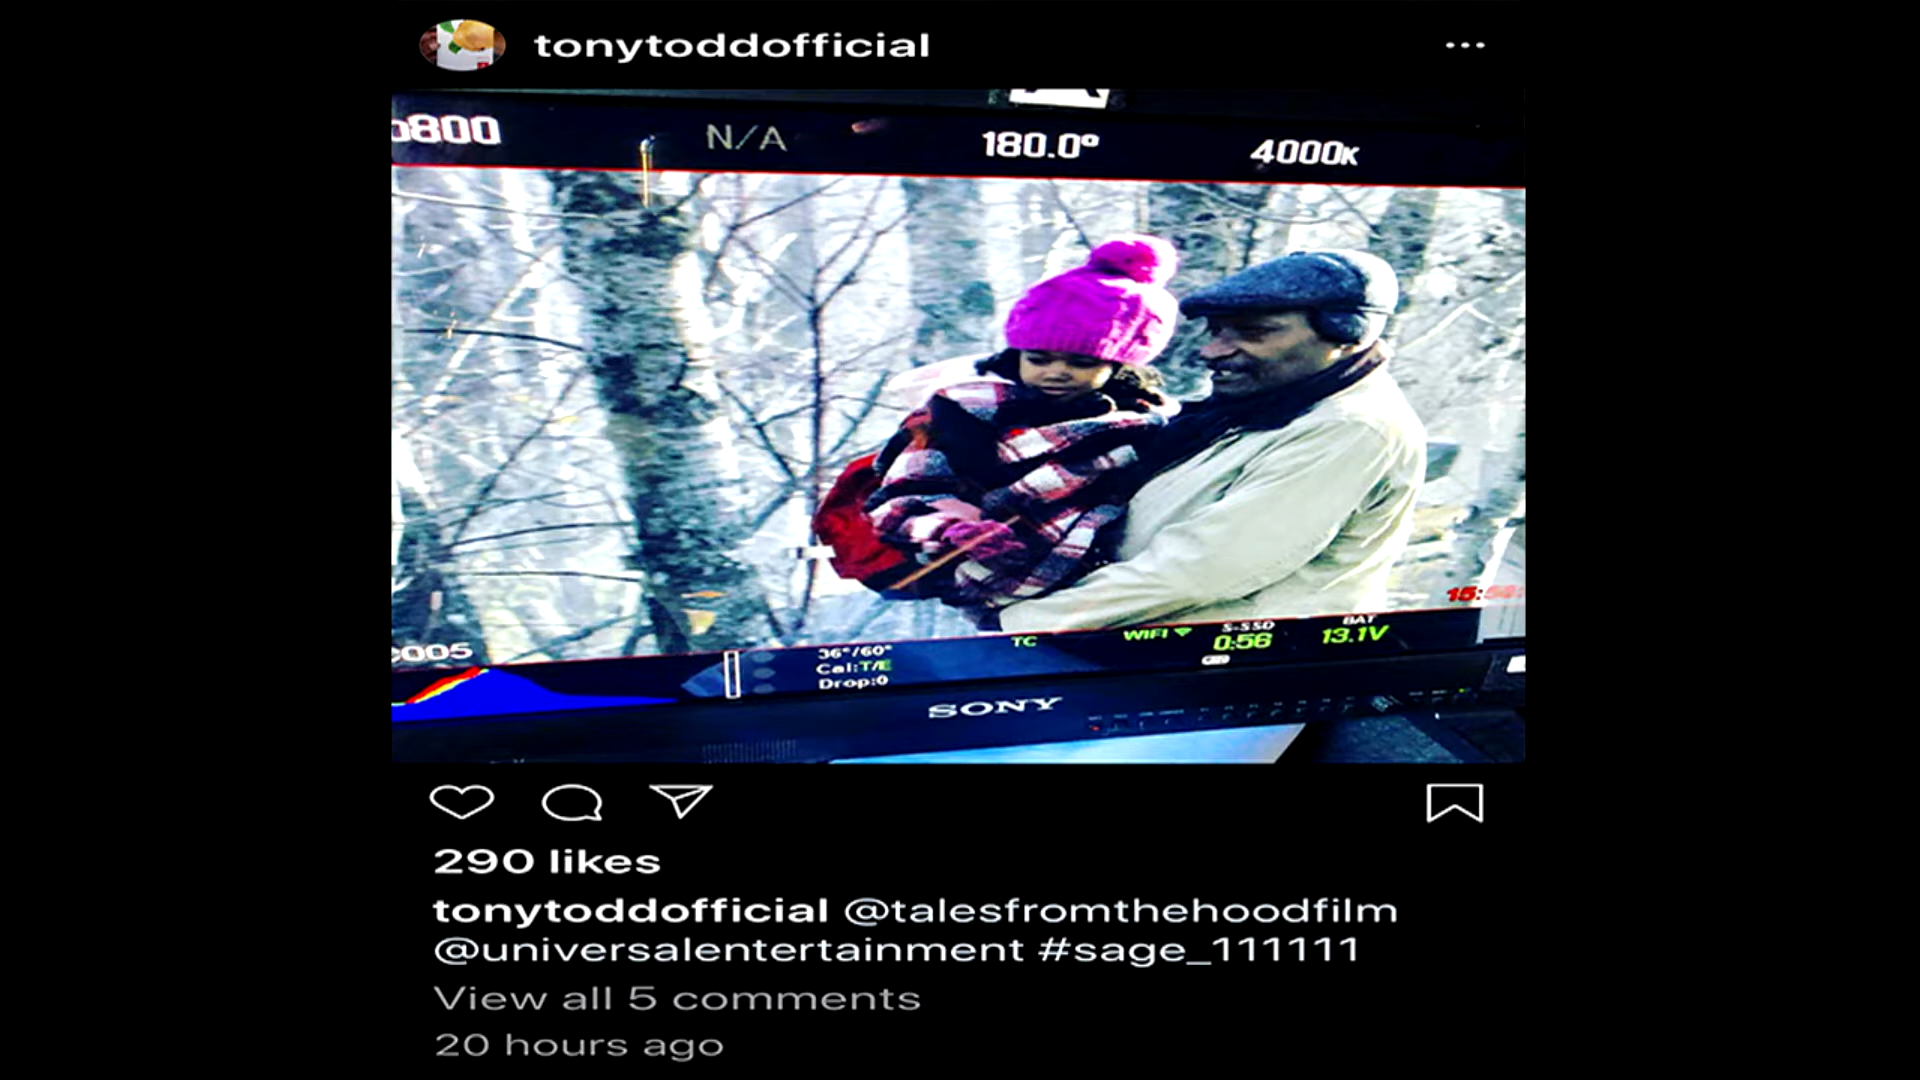 tonytoddofficial
800
N/A
180.0°
4000K
15:
TC
WIFI
S-SSD
0:56
BAT
13.1V
005
36°/60°
Cal:T/E
Drop:0
SONY
290 likes
tonytoddofficial @talesfromthehoodfilm
@universalentertainment #sage_111111
View all 5 comments
20 hours ago